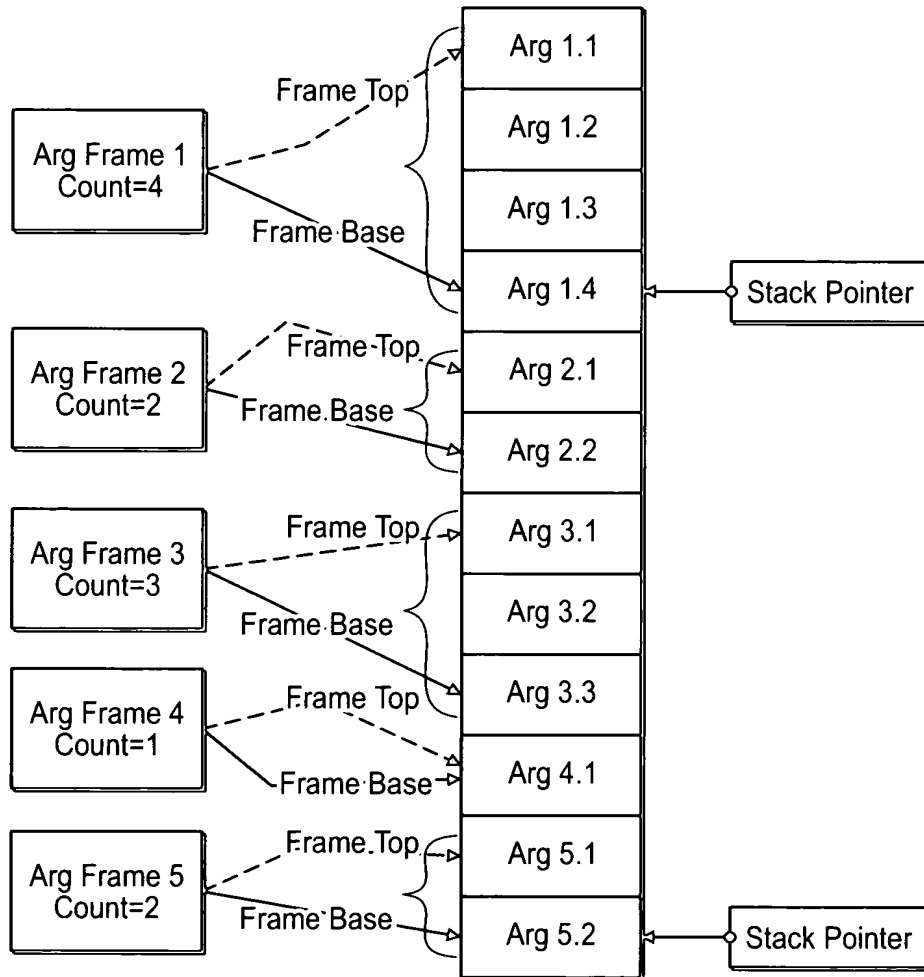 Arg Frame 1
Count=4
Frame Top
Frame Base
Arg 1.1
Arg 1.2
Arg 1.3
Arg 1.4
Stack Pointer
Arg Frame 2
Count=2
Frame Top
Frame Base
Arg 2.1
Arg 2.2
Arg Frame 3
Count=3
Frame Top
Frame Base
Arg 3.1
Arg 3.2
Arg 3.3
Arg Frame 4
Count=1
Frame Top
Frame Base
Arg 4.1
Arg Frame 5
Count=2
Frame Top
Frame Base
Arg 5.1
Arg 5.2
Stack Pointer